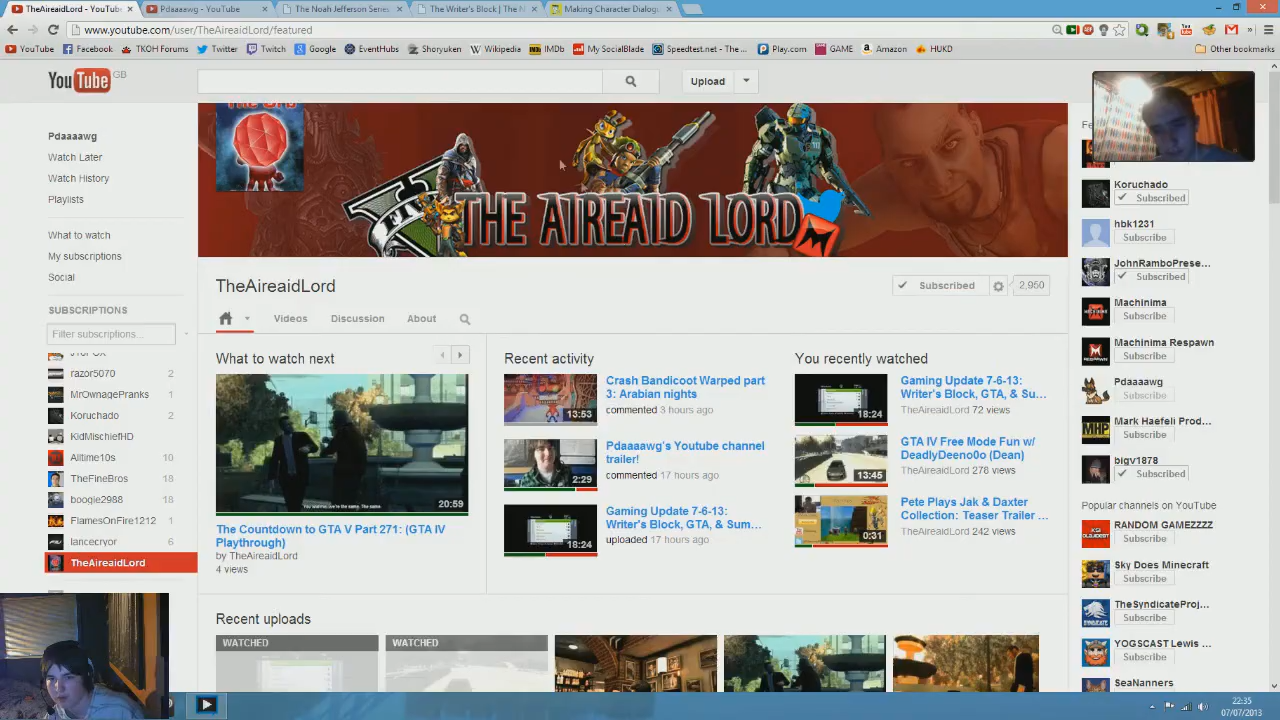 TheAireaidLord - YouTube
Pdaaaawg - YouTube
The Noah Jefferson Series
The Writer's Block | The N
Making Character Dialogu
www.youtube.com/user/TheAireaidLord/featured
YouTube Facebook TKOH Forums Twitter Twitch Google Eventhubs Shoryuken Wikipedia IMDb My SocialBlade Speedtest.net - The ... Play.com GAME Amazon HUKD Other bookmarks
YouTube GB
Upload
Pdaaaawg
Watch Later
Watch History
Playlists
What to watch
My subscriptions
Social
SUBSCRIPTIONS
Filter subscriptions...
razor5070 2
MrOwnagePranks 1
Koruchado 2
KidMischiefHD
Alltime10s 10
TheFineBros 18
boogie2988 18
FlamesOnFire1212 1
lancecryor 6
TheAireaidLord
THE AIREAID LORD
TheAireaidLord
Subscribed 2,950
Videos Discussion About
What to watch next
20:59
The Countdown to GTA V Part 271: (GTA IV
Playthrough)
by TheAireaidLord
4 views
Recent activity
13:53
Crash Bandicoot Warped part
3: Arabian nights
commented 3 hours ago
2:29
Pdaaaawg's Youtube channel
trailer!
commented 17 hours ago
18:24
Gaming Update 7-6-13:
Writer's Block, GTA, & Sum...
uploaded 17 hours ago
You recently watched
18:24
Gaming Update 7-6-13:
Writer's Block, GTA, & Su...
TheAireaidLord 72 views
13:45
GTA IV Free Mode Fun w/
DeadlyDeeno0o (Dean)
TheAireaidLord 278 views
0:31
Pete Plays Jak & Daxter
Collection: Teaser Trailer ...
TheAireaidLord 242 views
Recent uploads
WATCHED
WATCHED
Koruchado
Subscribed
hbk1231
Subscribe
JohnRamboPrese...
Subscribed
Machinima
Subscribe
Machinima Respawn
Subscribe
Pdaaaawg
Subscribe
Mark Haefeli Prod...
Subscribe
bigv1878
Subscribed
Popular channels on YouTube
RANDOM GAMEZZZZ
Subscribe
Sky Does Minecraft
Subscribe
TheSyndicateProj...
Subscribe
YOGSCAST Lewis ...
Subscribe
SeaNanners
22:35
07/07/2013